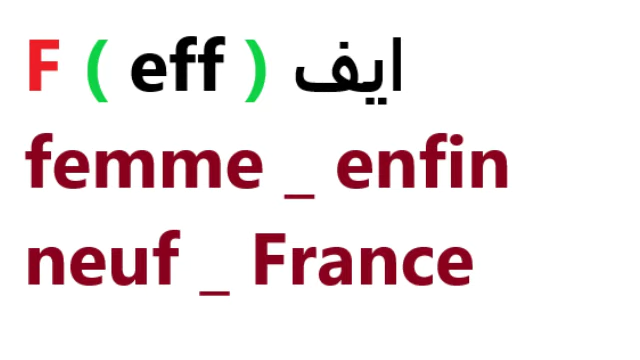 F ( eff ) ايف
femme _ enfin
neuf _ France